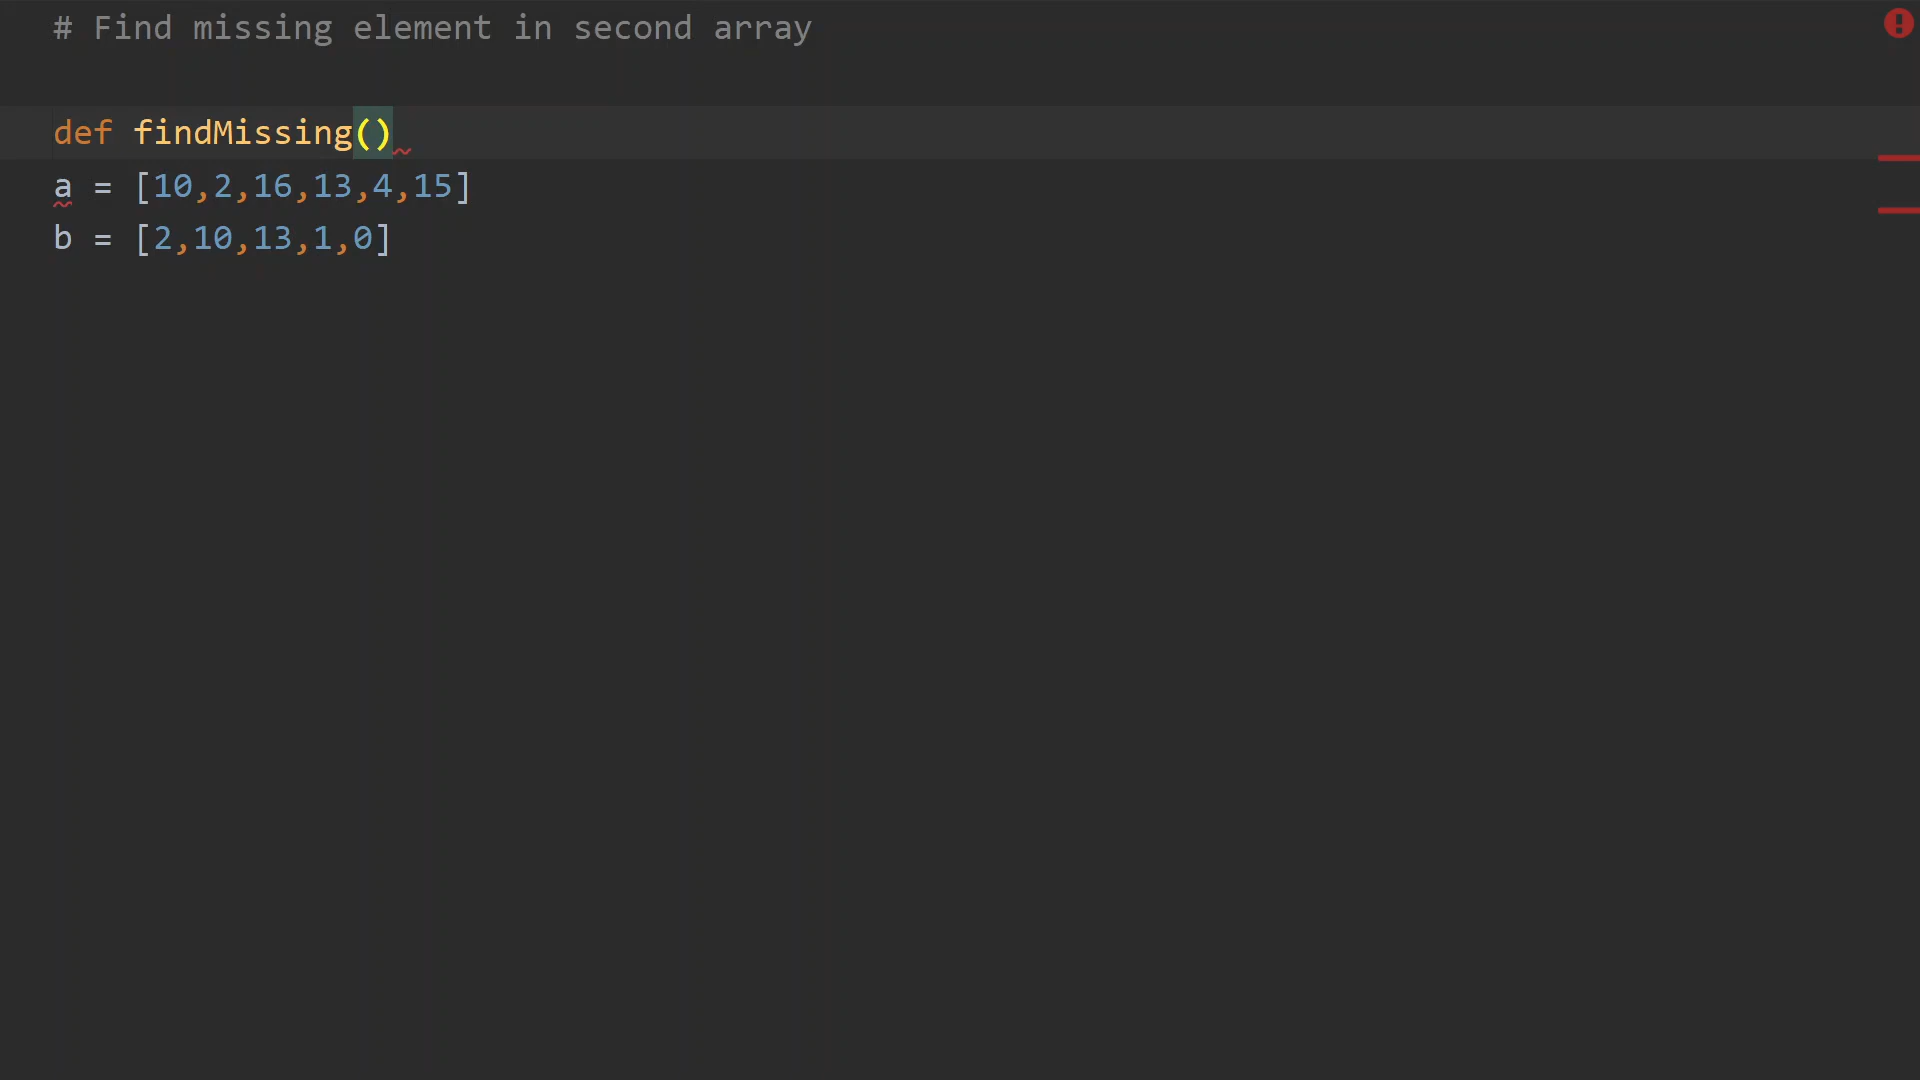 # Find missing element in second array
def findMissing()
a = [10,2,16,13,4,15]
b = [2,10,13,1,0]